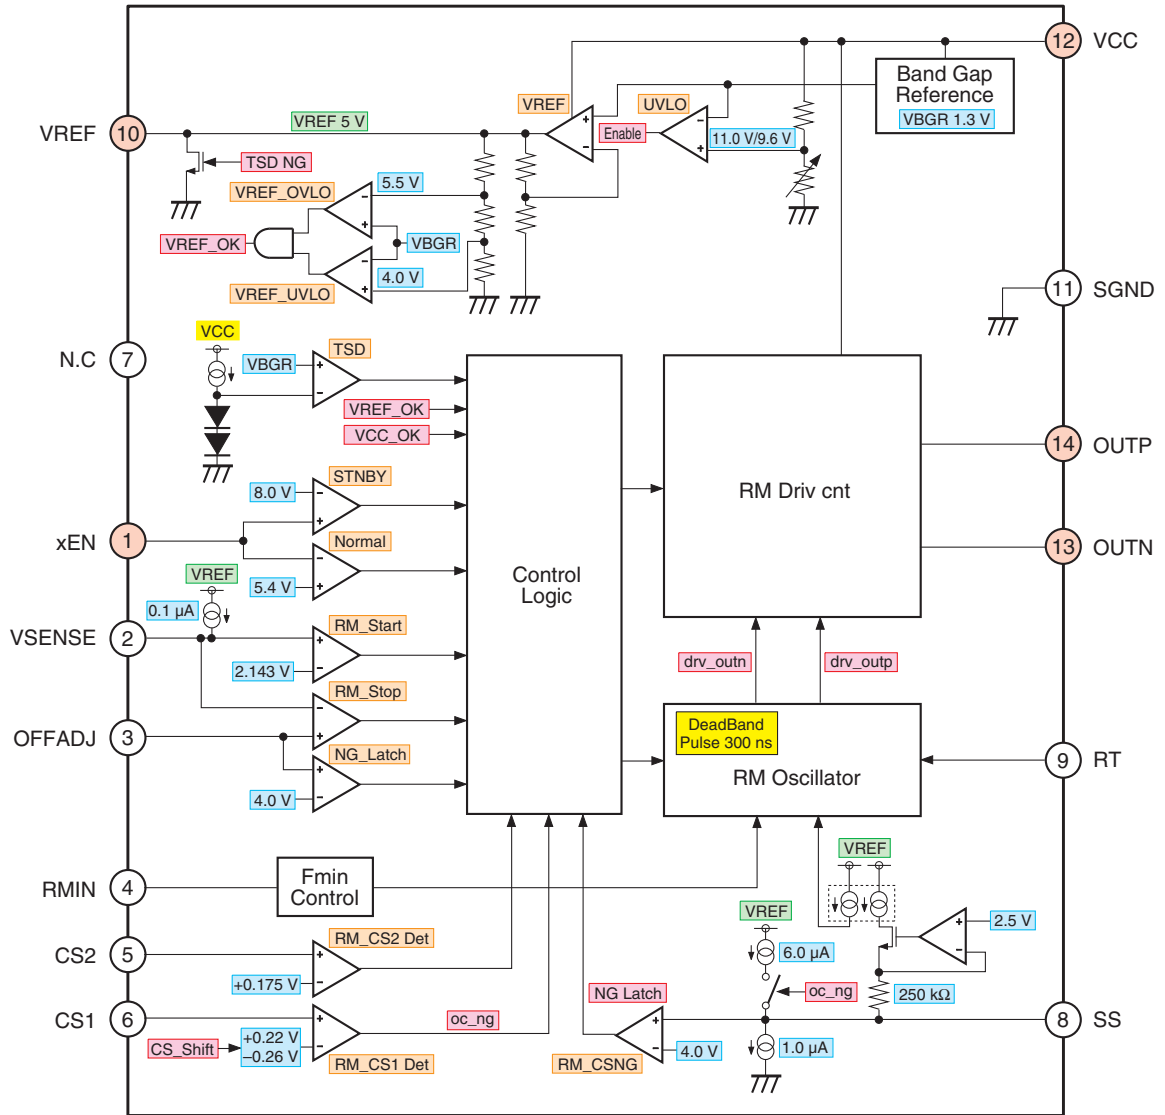 12
VCC
Band Gap
Reference
VBGR 1.3 V
VREF
UVLO
+
−
−
+
Enable
11.0 V/9.6 V
VREF
10
VREF 5 V
TSD NG
VREF_OVLO
5.5 V
−
+
VREF_OK
VBGR
−
+
4.0 V
VREF_UVLO
11
SGND
N.C
7
VCC
TSD
VBGR
+
−
VREF_OK
VCC_OK
STNBY
8.0 V
−
+
xEN
1
Normal
−
+
5.4 V
VREF
0.1 µA
VSENSE
2
RM_Start
+
−
2.143 V
RM_Stop
−
+
OFFADJ
3
NG_Latch
+
−
4.0 V
Control
Logic
RM Driv cnt
14
OUTP
13
OUTN
drv_outn
drv_outp
DeadBand
Pulse 300 ns
RM Oscillator
9
RT
RMIN
4
Fmin
Control
VREF
2.5 V
+
−
VREF
6.0 µA
oc_ng
250 kΩ
CS2
5
RM_CS2 Det
+
−
+0.175 V
CS1
6
+
−
CS_Shift
+0.22 V
–0.26 V
RM_CS1 Det
oc_ng
NG Latch
+
−
4.0 V
RM_CSNG
1.0 µA
8
SS